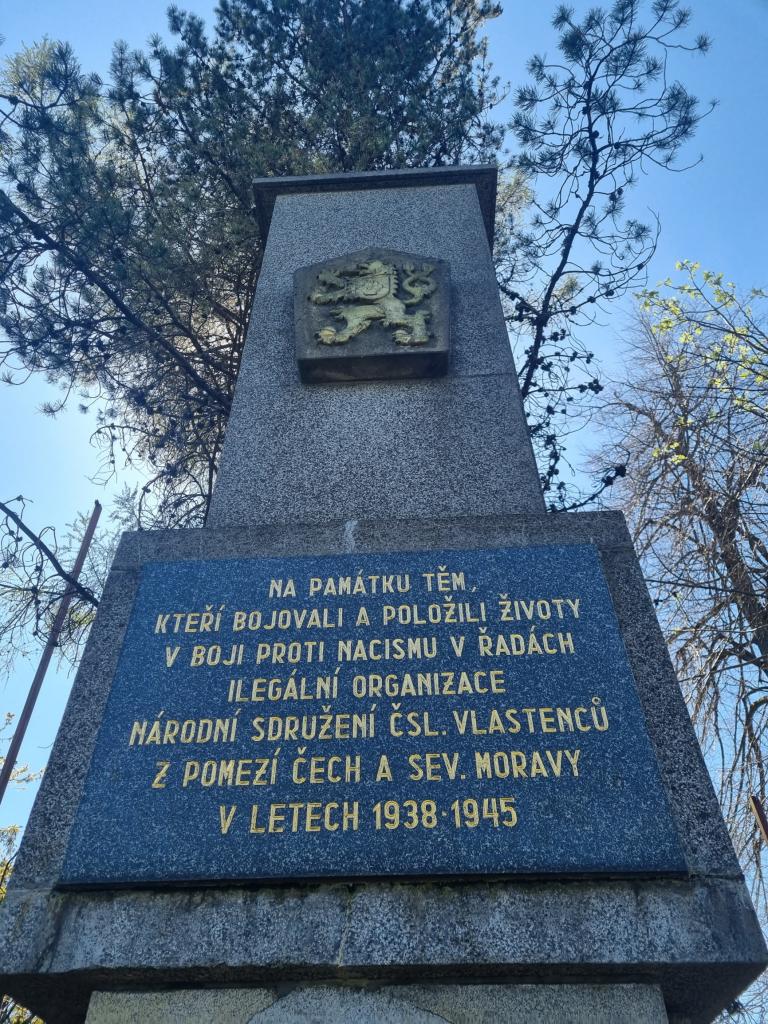 NA PAMÁTKU TĚM,
KTEŘÍ BOJOVALI A POLOŽILI ŽIVOTY
V BOJI PROTI NACISMU V ŘADÁCH
ILEGÁLNÍ ORGANIZACE
NÁRODNÍ SDRUŽENÍ ČSL. VLASTENCŮ
Z POMEZÍ ČECH A SEV. MORAVY
V LETECH 1938-1945